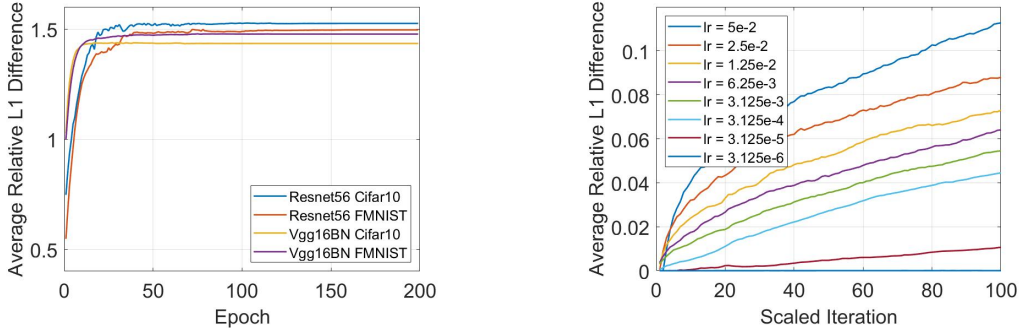 Average Relative L1 Difference
1.5
1
0.5
0
50
100
150
200
Epoch
Resnet56 Cifar10
Resnet56 FMNIST
Vgg16BN Cifar10
Vgg16BN FMNIST
Average Relative L1 Difference
0.1
0.08
0.06
0.04
0.02
0
0
20
40
60
80
100
Scaled Iteration
lr = 5e-2
lr = 2.5e-2
lr = 1.25e-2
lr = 6.25e-3
lr = 3.125e-3
lr = 3.125e-4
lr = 3.125e-5
lr = 3.125e-6